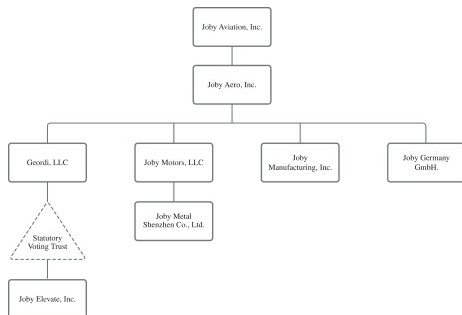 Joby Aviation, Inc.
Joby Aero, Inc.
Geordi, LLC
Joby Motors, LLC
Joby
Manufacturing, Inc.
Joby Germany
GmbH.
Joby Metal
Shenzhen Co., Ltd.
Statutory
Voting Trust
Joby Elevate, Inc.